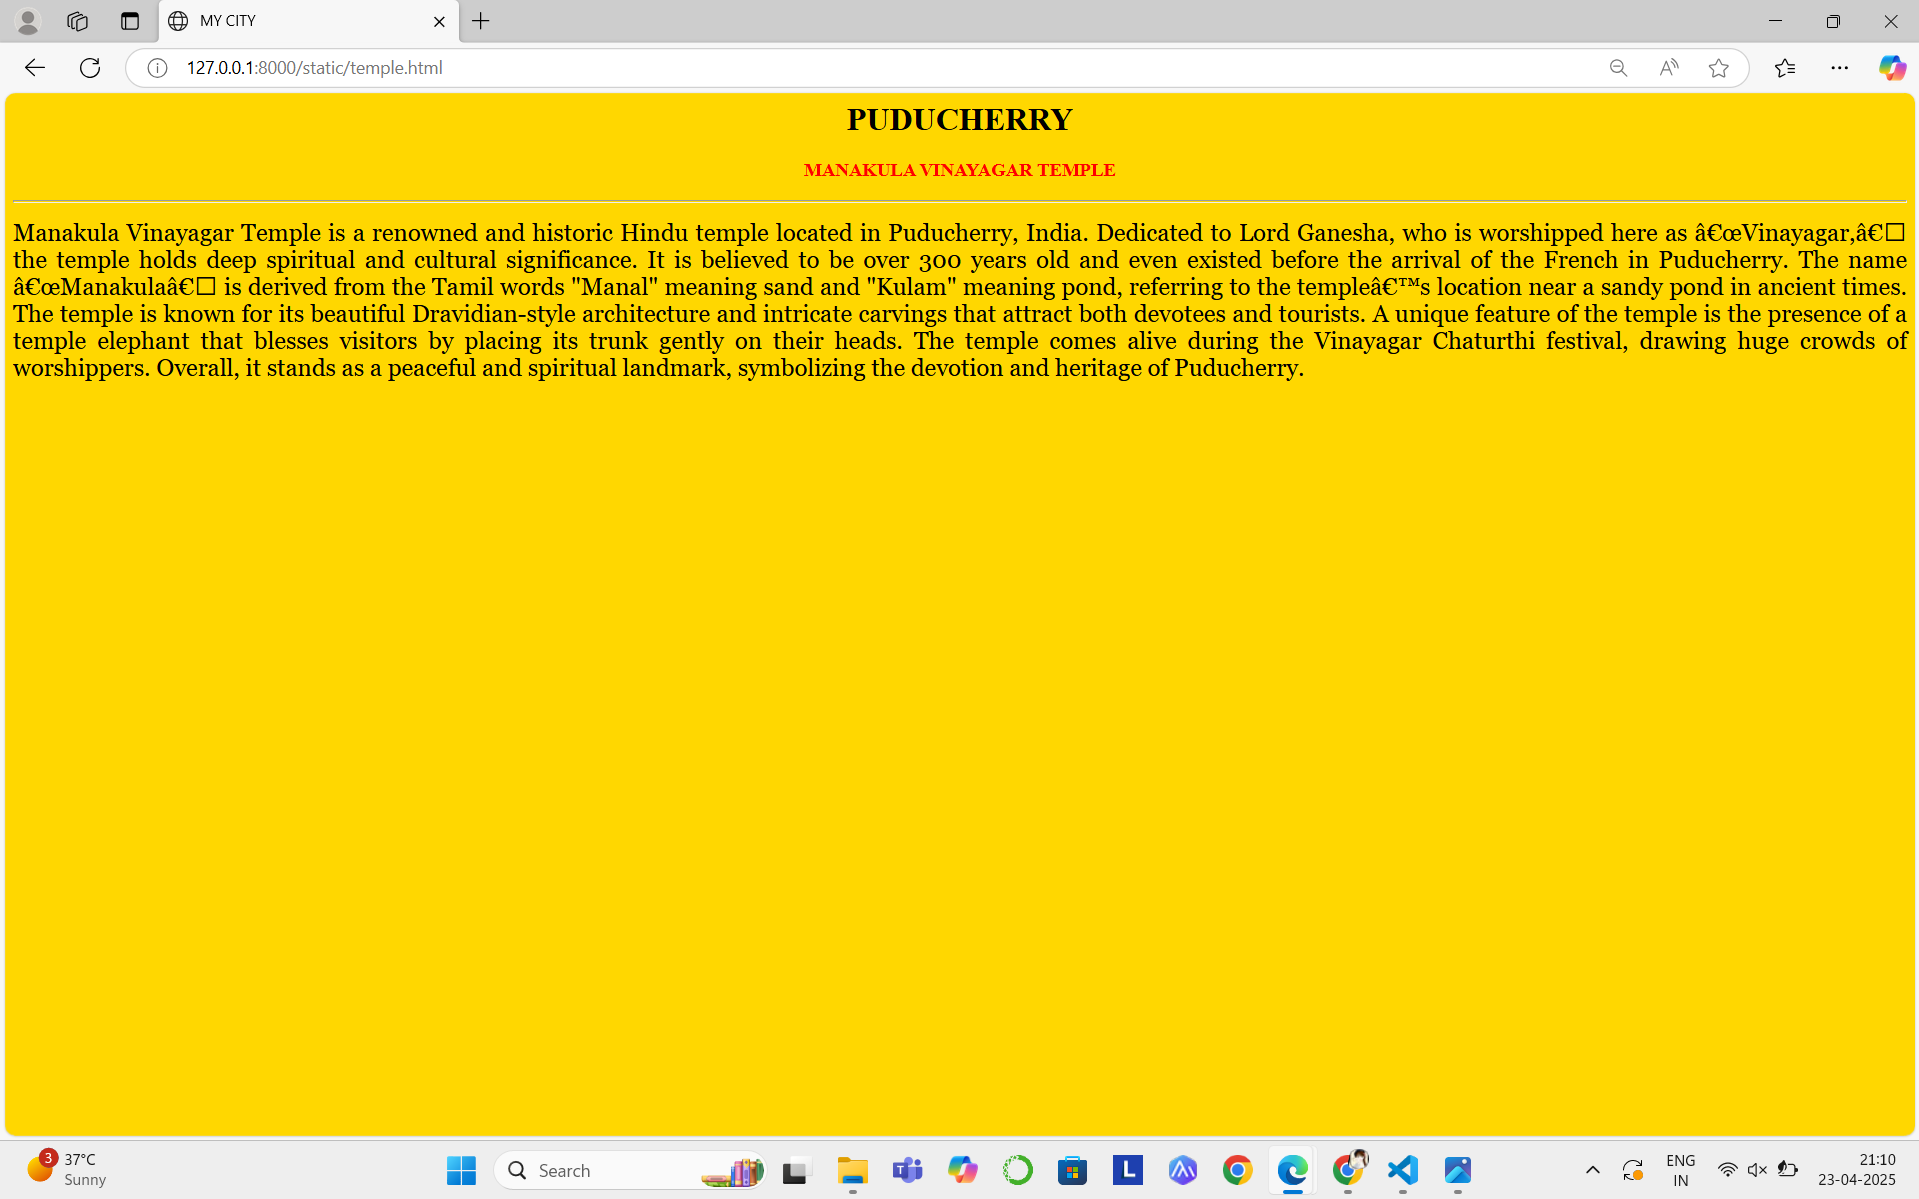 MY CITY
127.0.0.1:8000/static/temple.html
PUDUCHERRY
MANAKULA VINAYAGAR TEMPLE
Manakula Vinayagar Temple is a renowned and historic Hindu temple located in Puducherry, India. Dedicated to Lord Ganesha, who is worshipped here as â€œVinayagar,â€□
the temple holds deep spiritual and cultural significance. It is believed to be over 300 years old and even existed before the arrival of the French in Puducherry. The name
â€œManakulaâ€□ is derived from the Tamil words "Manal" meaning sand and "Kulam" meaning pond, referring to the templeâ€™s location near a sandy pond in ancient times.
The temple is known for its beautiful Dravidian-style architecture and intricate carvings that attract both devotees and tourists. A unique feature of the temple is the presence of a
temple elephant that blesses visitors by placing its trunk gently on their heads. The temple comes alive during the Vinayagar Chaturthi festival, drawing huge crowds of
worshippers. Overall, it stands as a peaceful and spiritual landmark, symbolizing the devotion and heritage of Puducherry.
3
37°C
Sunny
Search
L
ENG
IN
21:10
23-04-2025